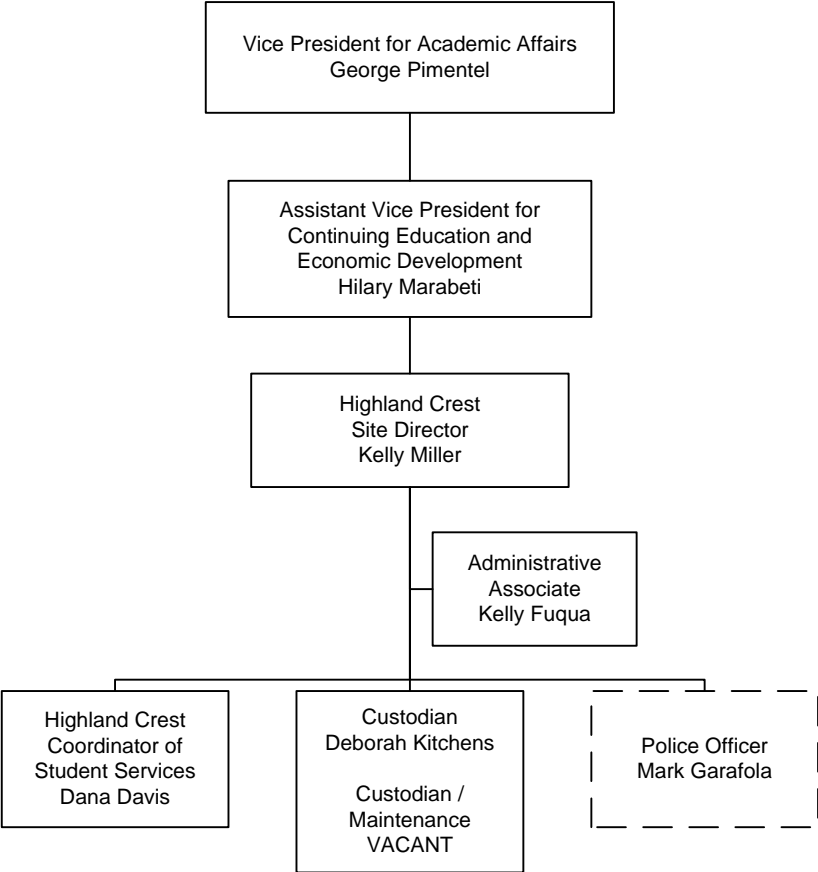 Vice President for Academic Affairs
George Pimentel
Assistant Vice President for
Continuing Education and
Economic Development
Hilary Marabeti
Highland Crest
Site Director
Kelly Miller
Administrative
Associate
Kelly Fuqua
Highland Crest
Coordinator of
Student Services
Dana Davis
Custodian
Deborah Kitchens
Custodian /
Maintenance
VACANT
Police Officer
Mark Garafola